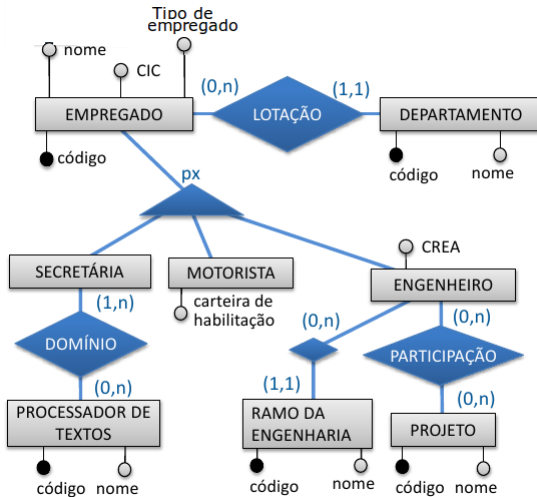 Tipo de
empregado
nome
CIC
(0,n)
(1,1)
EMPREGADO
LOTAÇÃO
DEPARTAMENTO
código
código
nome
px
CREA
SECRETÁRIA
MOTORISTA
ENGENHEIRO
carteira de
habilitação
(1,n)
(0,n)
(0,n)
DOMÍNIO
PARTICIPAÇÃO
(0,n)
(1,1)
(0,n)
PROCESSADOR DE
TEXTOS
RAMO DA
ENGENHARIA
PROJETO
código
nome
código
nome
código
nome